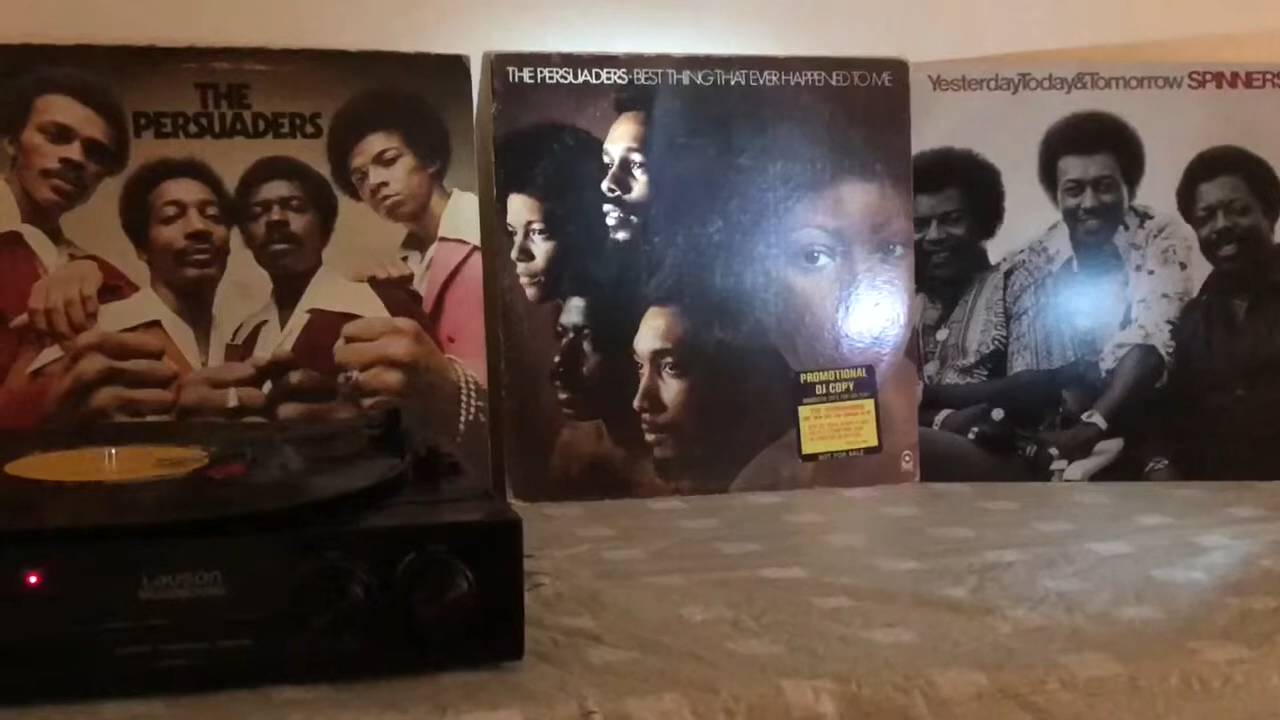 THE
PERSUADERS
THE PERSUADERS · BEST THING THAT EVER HAPPENED TO ME
YesterdayToday&Tomorrow SPINNERS
PROMOTIONAL
DJ COPY
NOT FOR SALE
Lauson